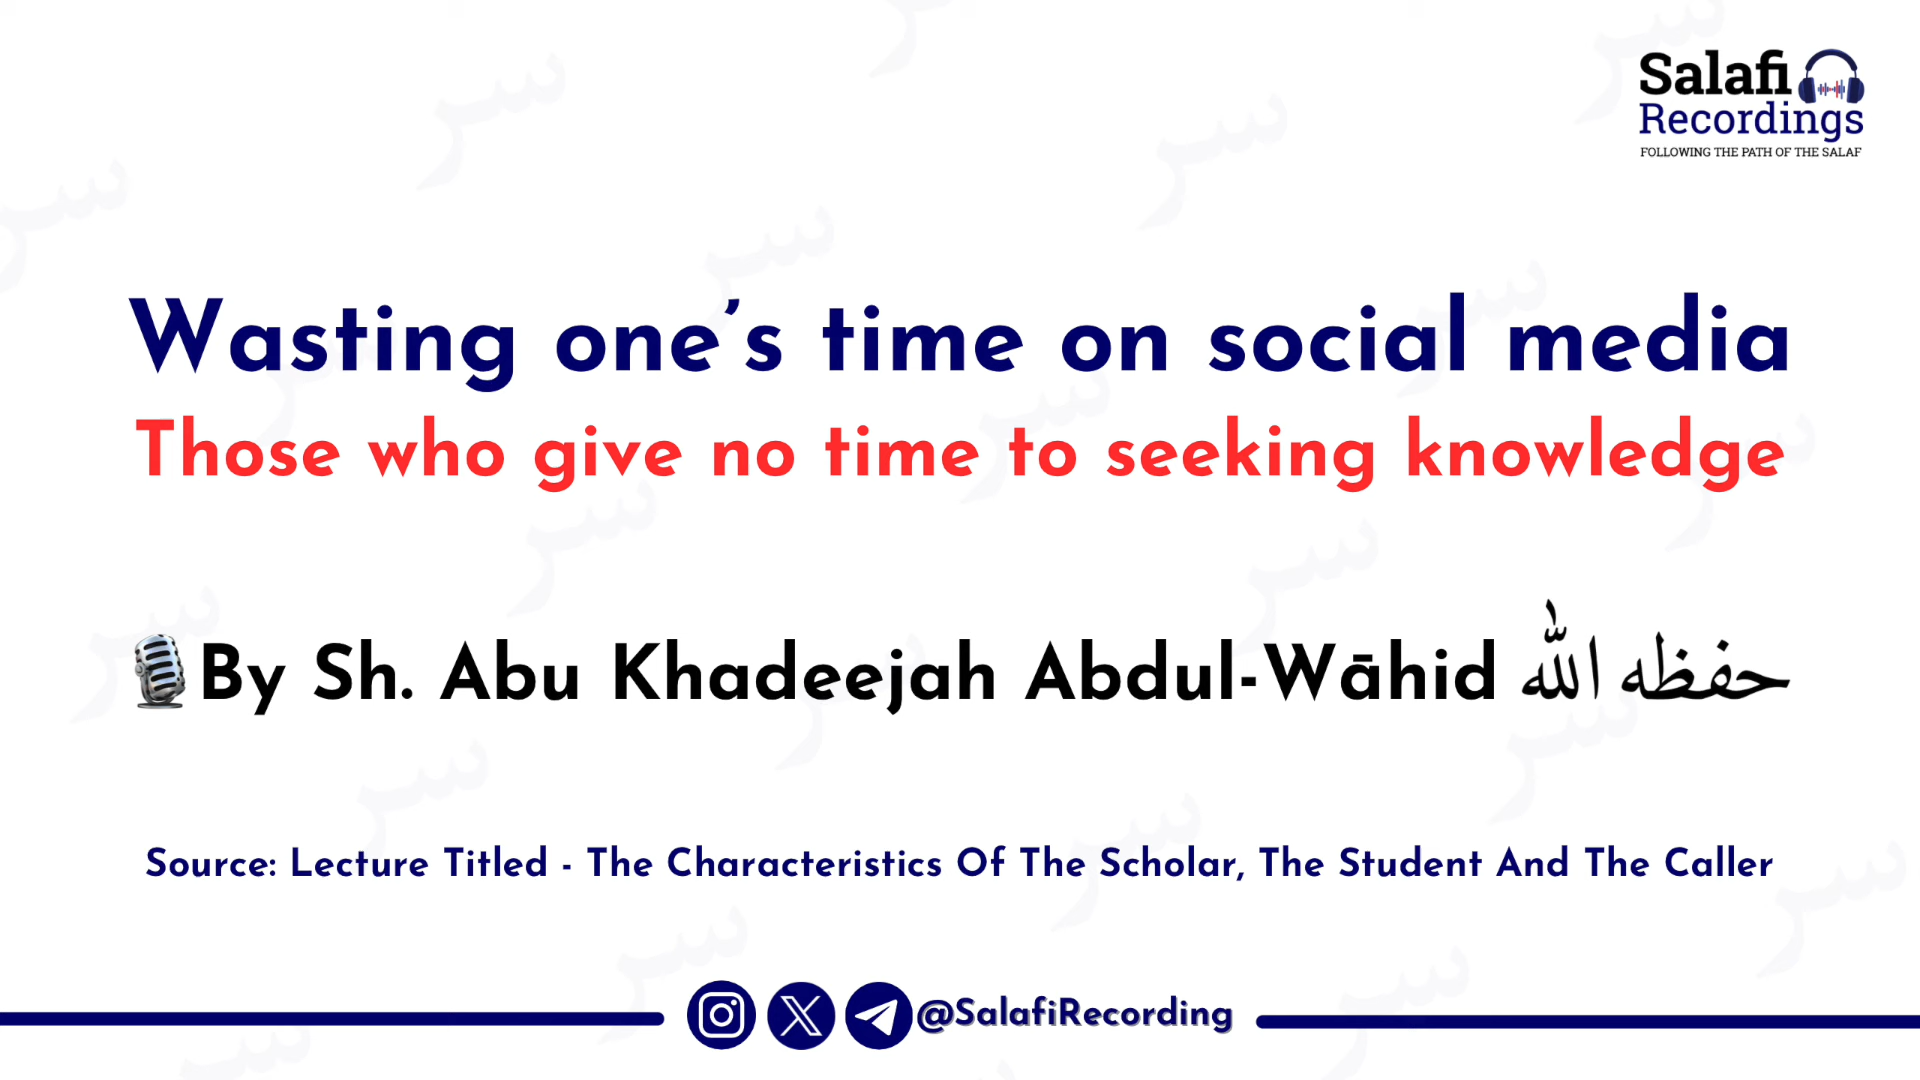 Salafi
Recordings
FOLLOWING THE PATH OF THE SALAF
Wasting one’s time on social media
Those who give no time to seeking knowledge
By Sh. Abu Khadeejah Abdul-Wāhid حفظه الله
Source: Lecture Titled - The Characteristics Of The Scholar, The Student And The Caller
@SalafiRecording